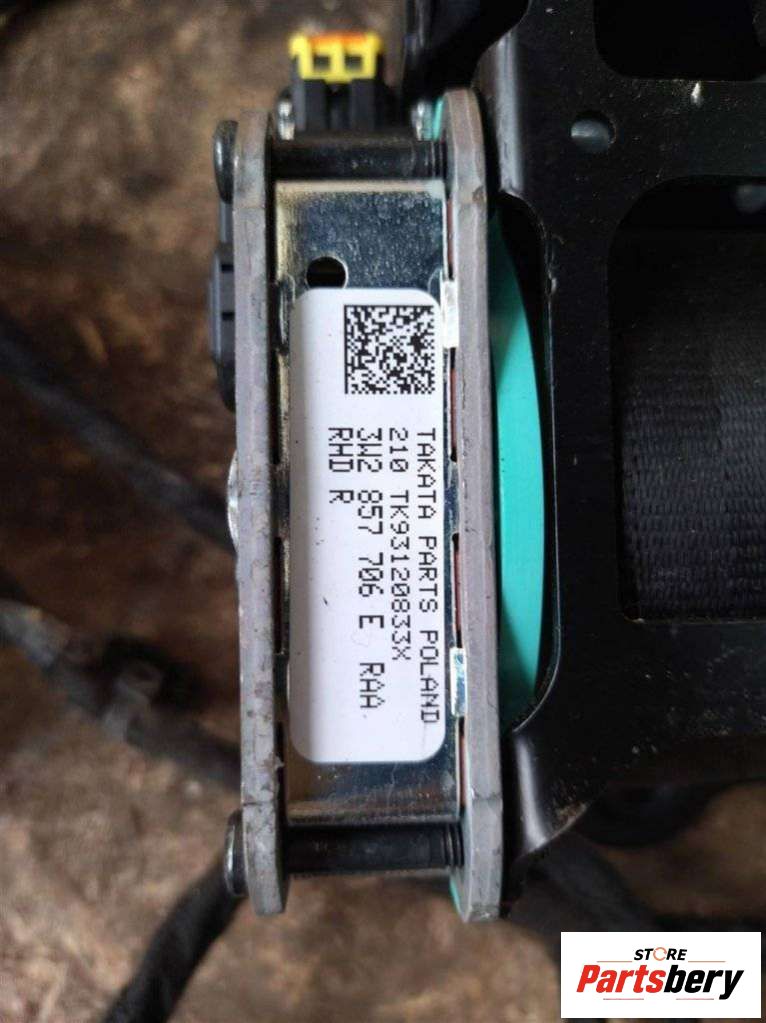 TAKATA PARTS POLAND
210 TK93120833X
3W2 857 706 E RAA
RHD R
STORE
Partsbery